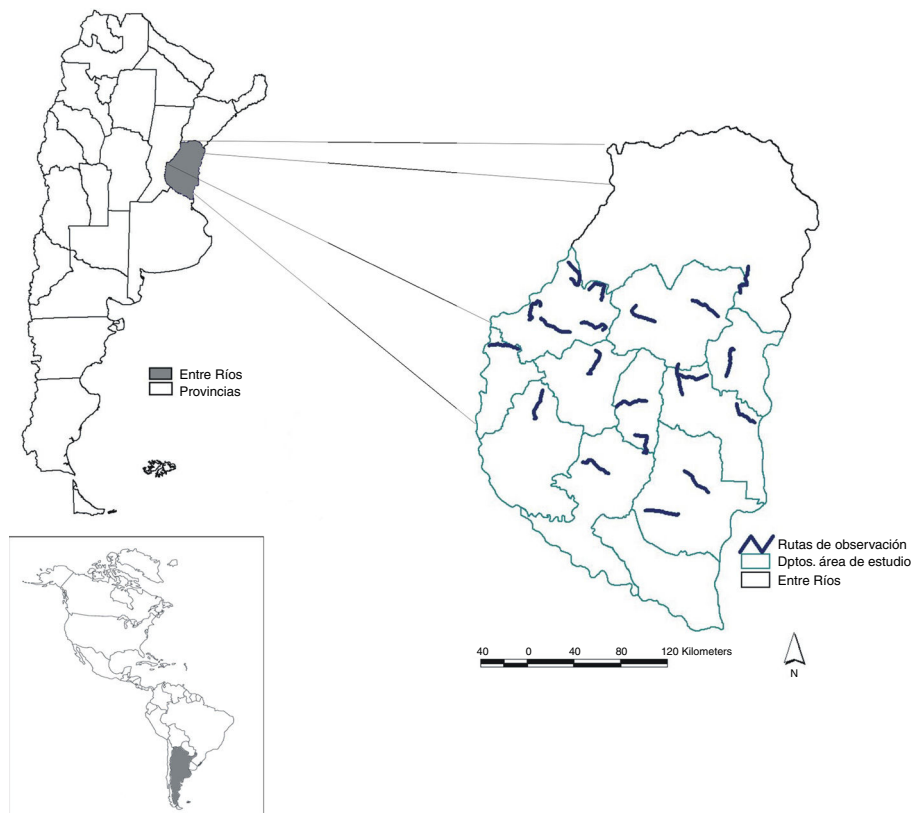 Entre Ríos
Provincias
Rutas de observación
Dptos. área de estudio
Entre Ríos
40 0 40 80 120 Kilometers
N